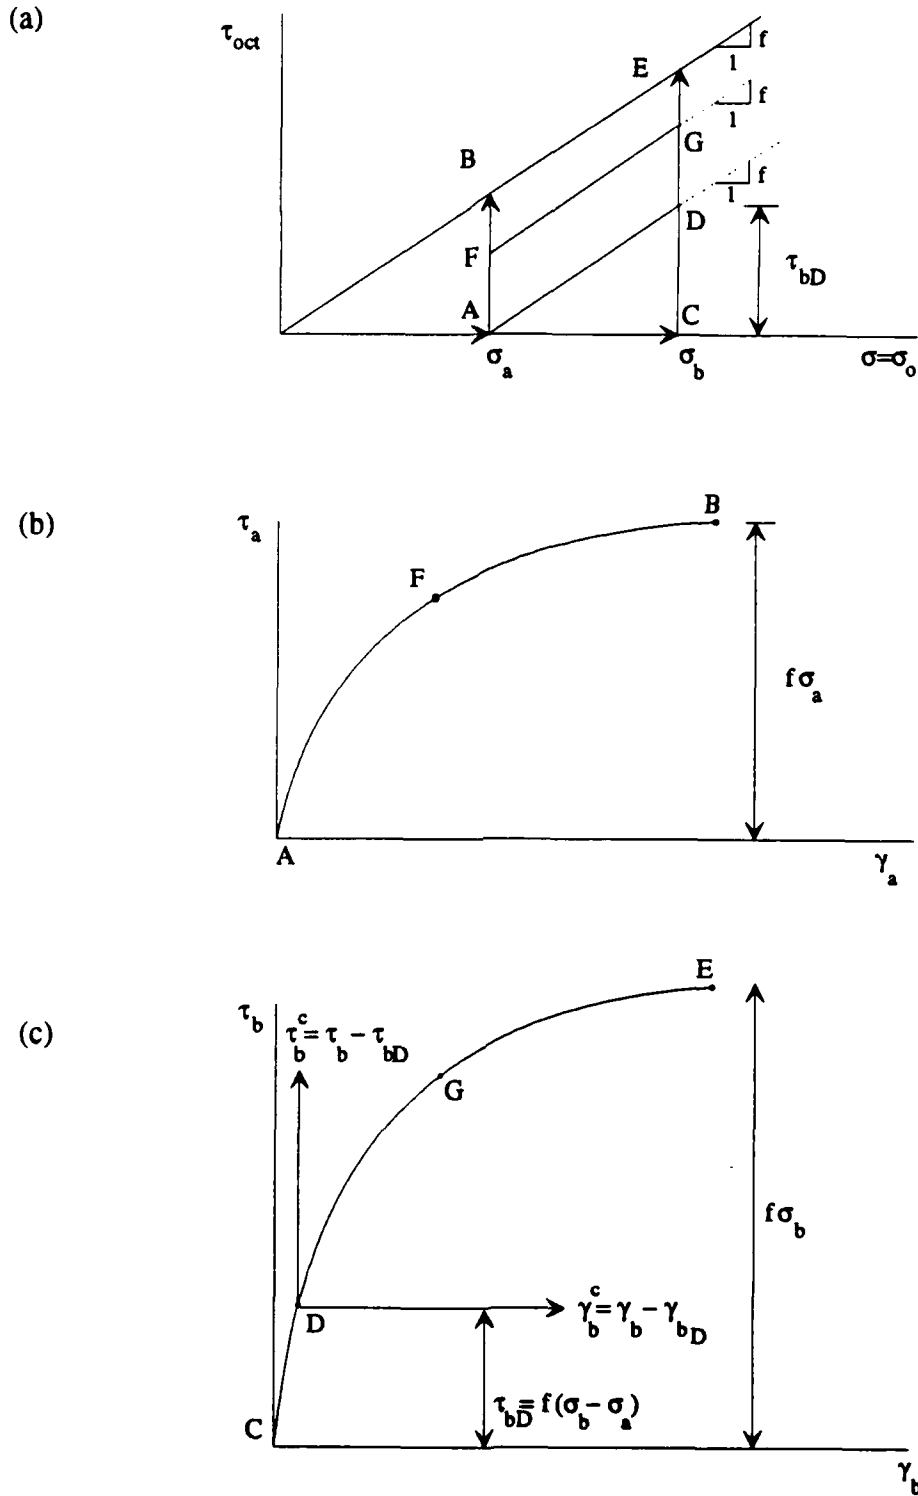 (a)
τ_oct
E
f
1
f
1
B
G
f
1
D
F
τ_bD
A
C
σ_a
σ_b
σ=σ_o
(b)
τ_a
B
F
fσ_a
A
γ_a
(c)
τ_b
E
τ_b^c = τ_b − τ_bD
G
fσ_b
D
γ_b^c = γ_b − γ_bD
τ_bD = f(σ_b − σ_a)
C
γ_b